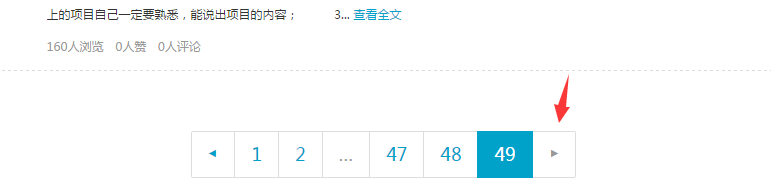 上的项目自己一定要熟悉，能说出项目的内容； 3... 查看全文
160人浏览 0人赞 0人评论
◄ 1 2 ... 47 48 49 ►